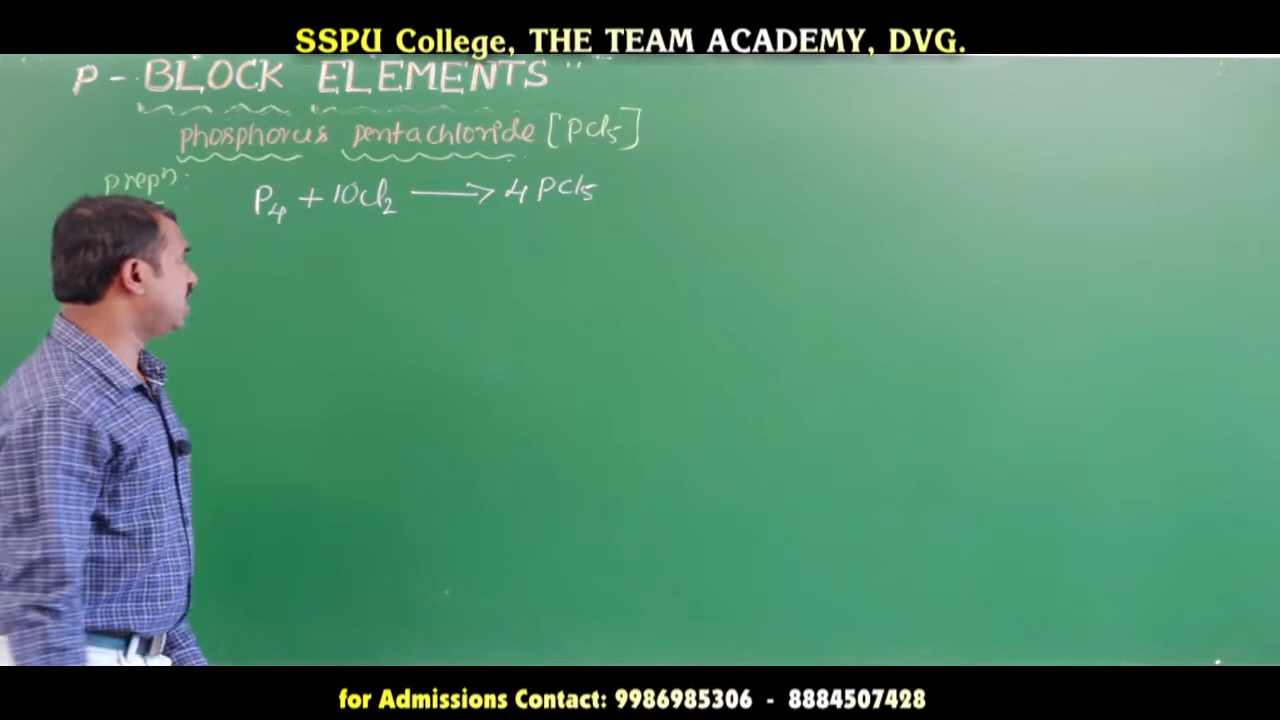 SSPU College, THE TEAM ACADEMY, DVG.
P - BLOCK ELEMENTS "
phosphorus pentachloride [PCl5]
prepn:
P4 + 10Cl2 ⟶ 4 PCl5
for Admissions Contact: 9986985306 - 8884507428